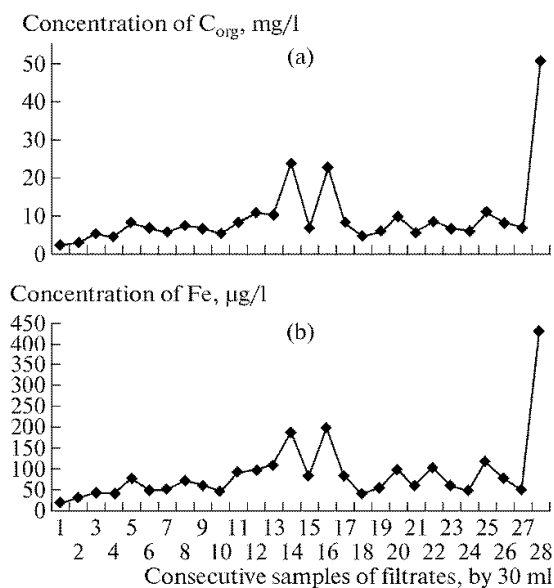 Concentration of C_org, mg/l
(a)
50
40
30
20
10
0
Concentration of Fe, µg/l
(b)
450
400
350
300
250
200
150
100
50
0
1 3 5 7 9 11 13 15 17 19 21 23 25 27
2 4 6 8 10 12 14 16 18 20 22 24 26 28
Consecutive samples of filtrates, by 30 ml